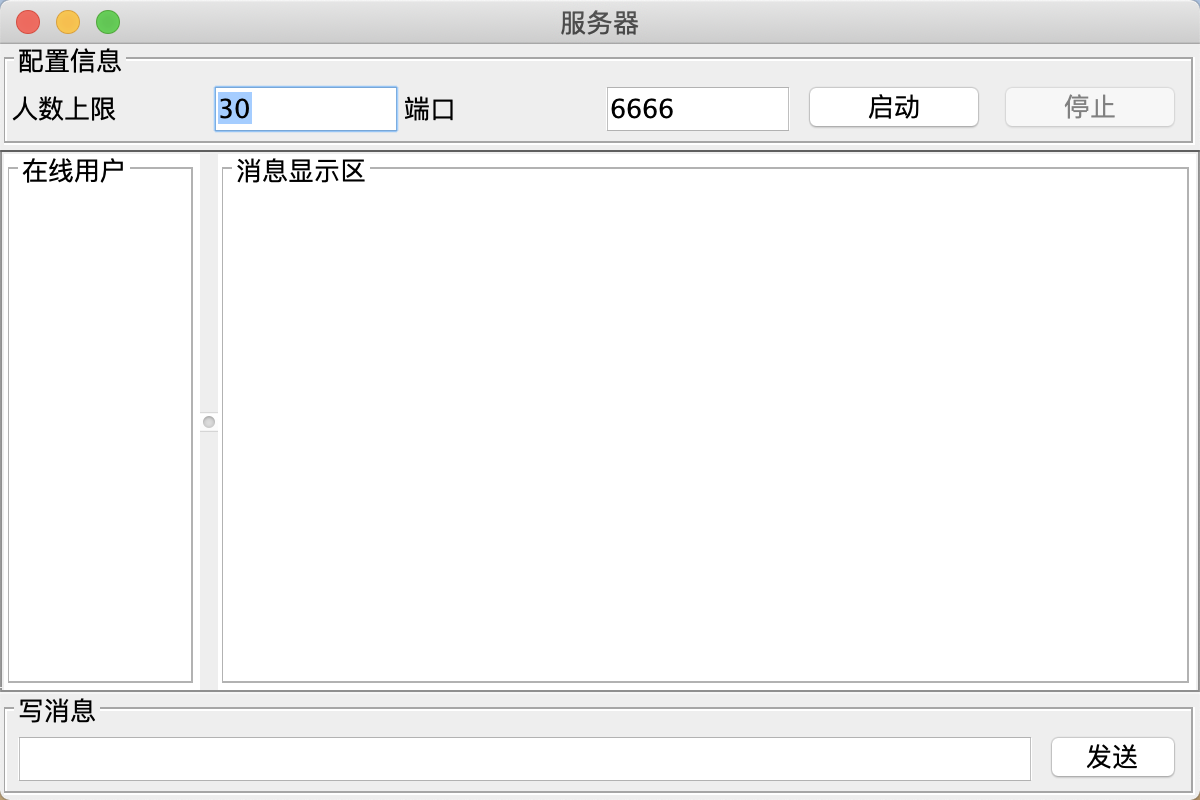 服务器
配置信息
人数上限 30 端口 6666 启动 停止
在线用户 消息显示区
写消息
发送